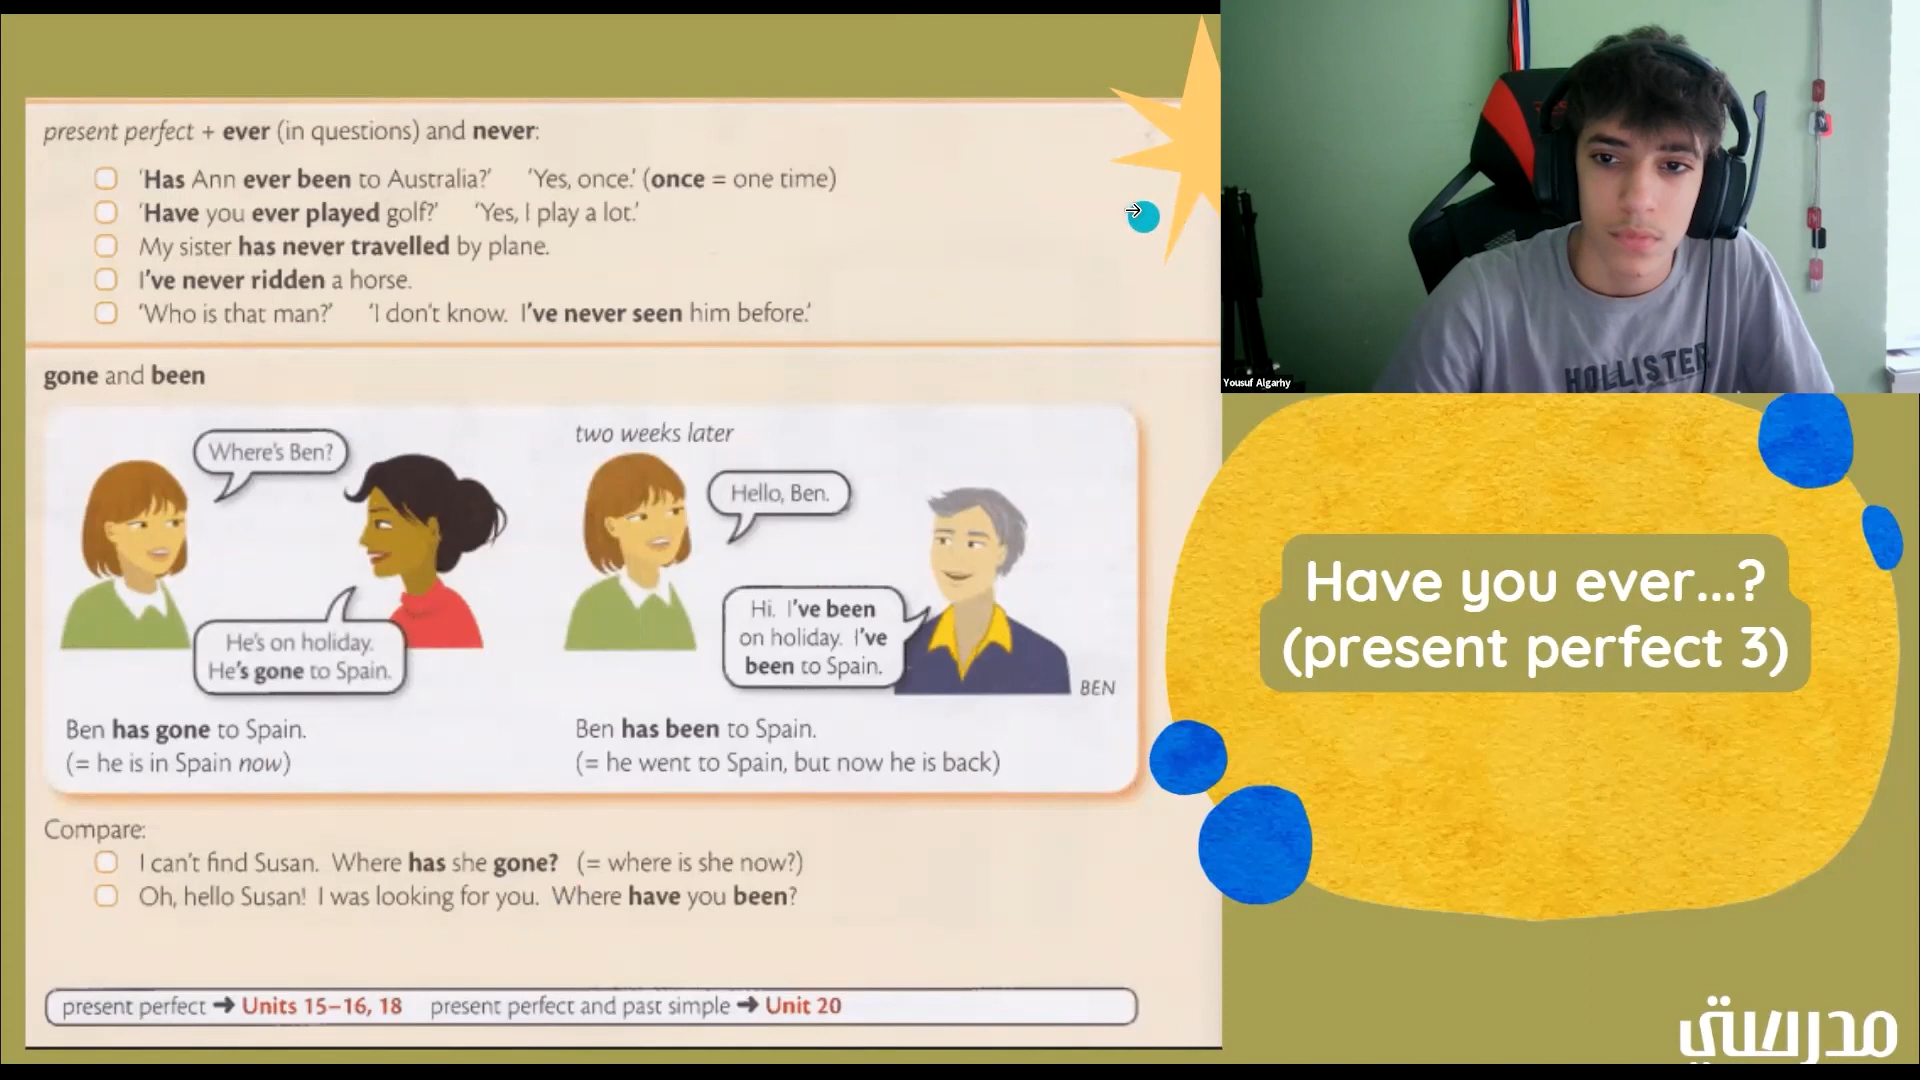 present perfect + ever (in questions) and never:
'Has Ann ever been to Australia?' 'Yes, once.' (once = one time)
'Have you ever played golf?' 'Yes, I play a lot.'
My sister has never travelled by plane.
I've never ridden a horse.
'Who is that man?' 'I don't know. I've never seen him before.'
gone and been
Where's Ben?
He's on holiday.
He's gone to Spain.
Ben has gone to Spain.
(= he is in Spain now)
two weeks later
Hello, Ben.
Hi. I've been
on holiday. I've
been to Spain.
BEN
Ben has been to Spain.
(= he went to Spain, but now he is back)
Compare:
I can't find Susan. Where has she gone? (= where is she now?)
Oh, hello Susan! I was looking for you. Where have you been?
present perfect → Units 15–16, 18 present perfect and past simple → Unit 20
HOLLISTER
Yousuf Algarhy
Have you ever...?
(present perfect 3)
مدرستي